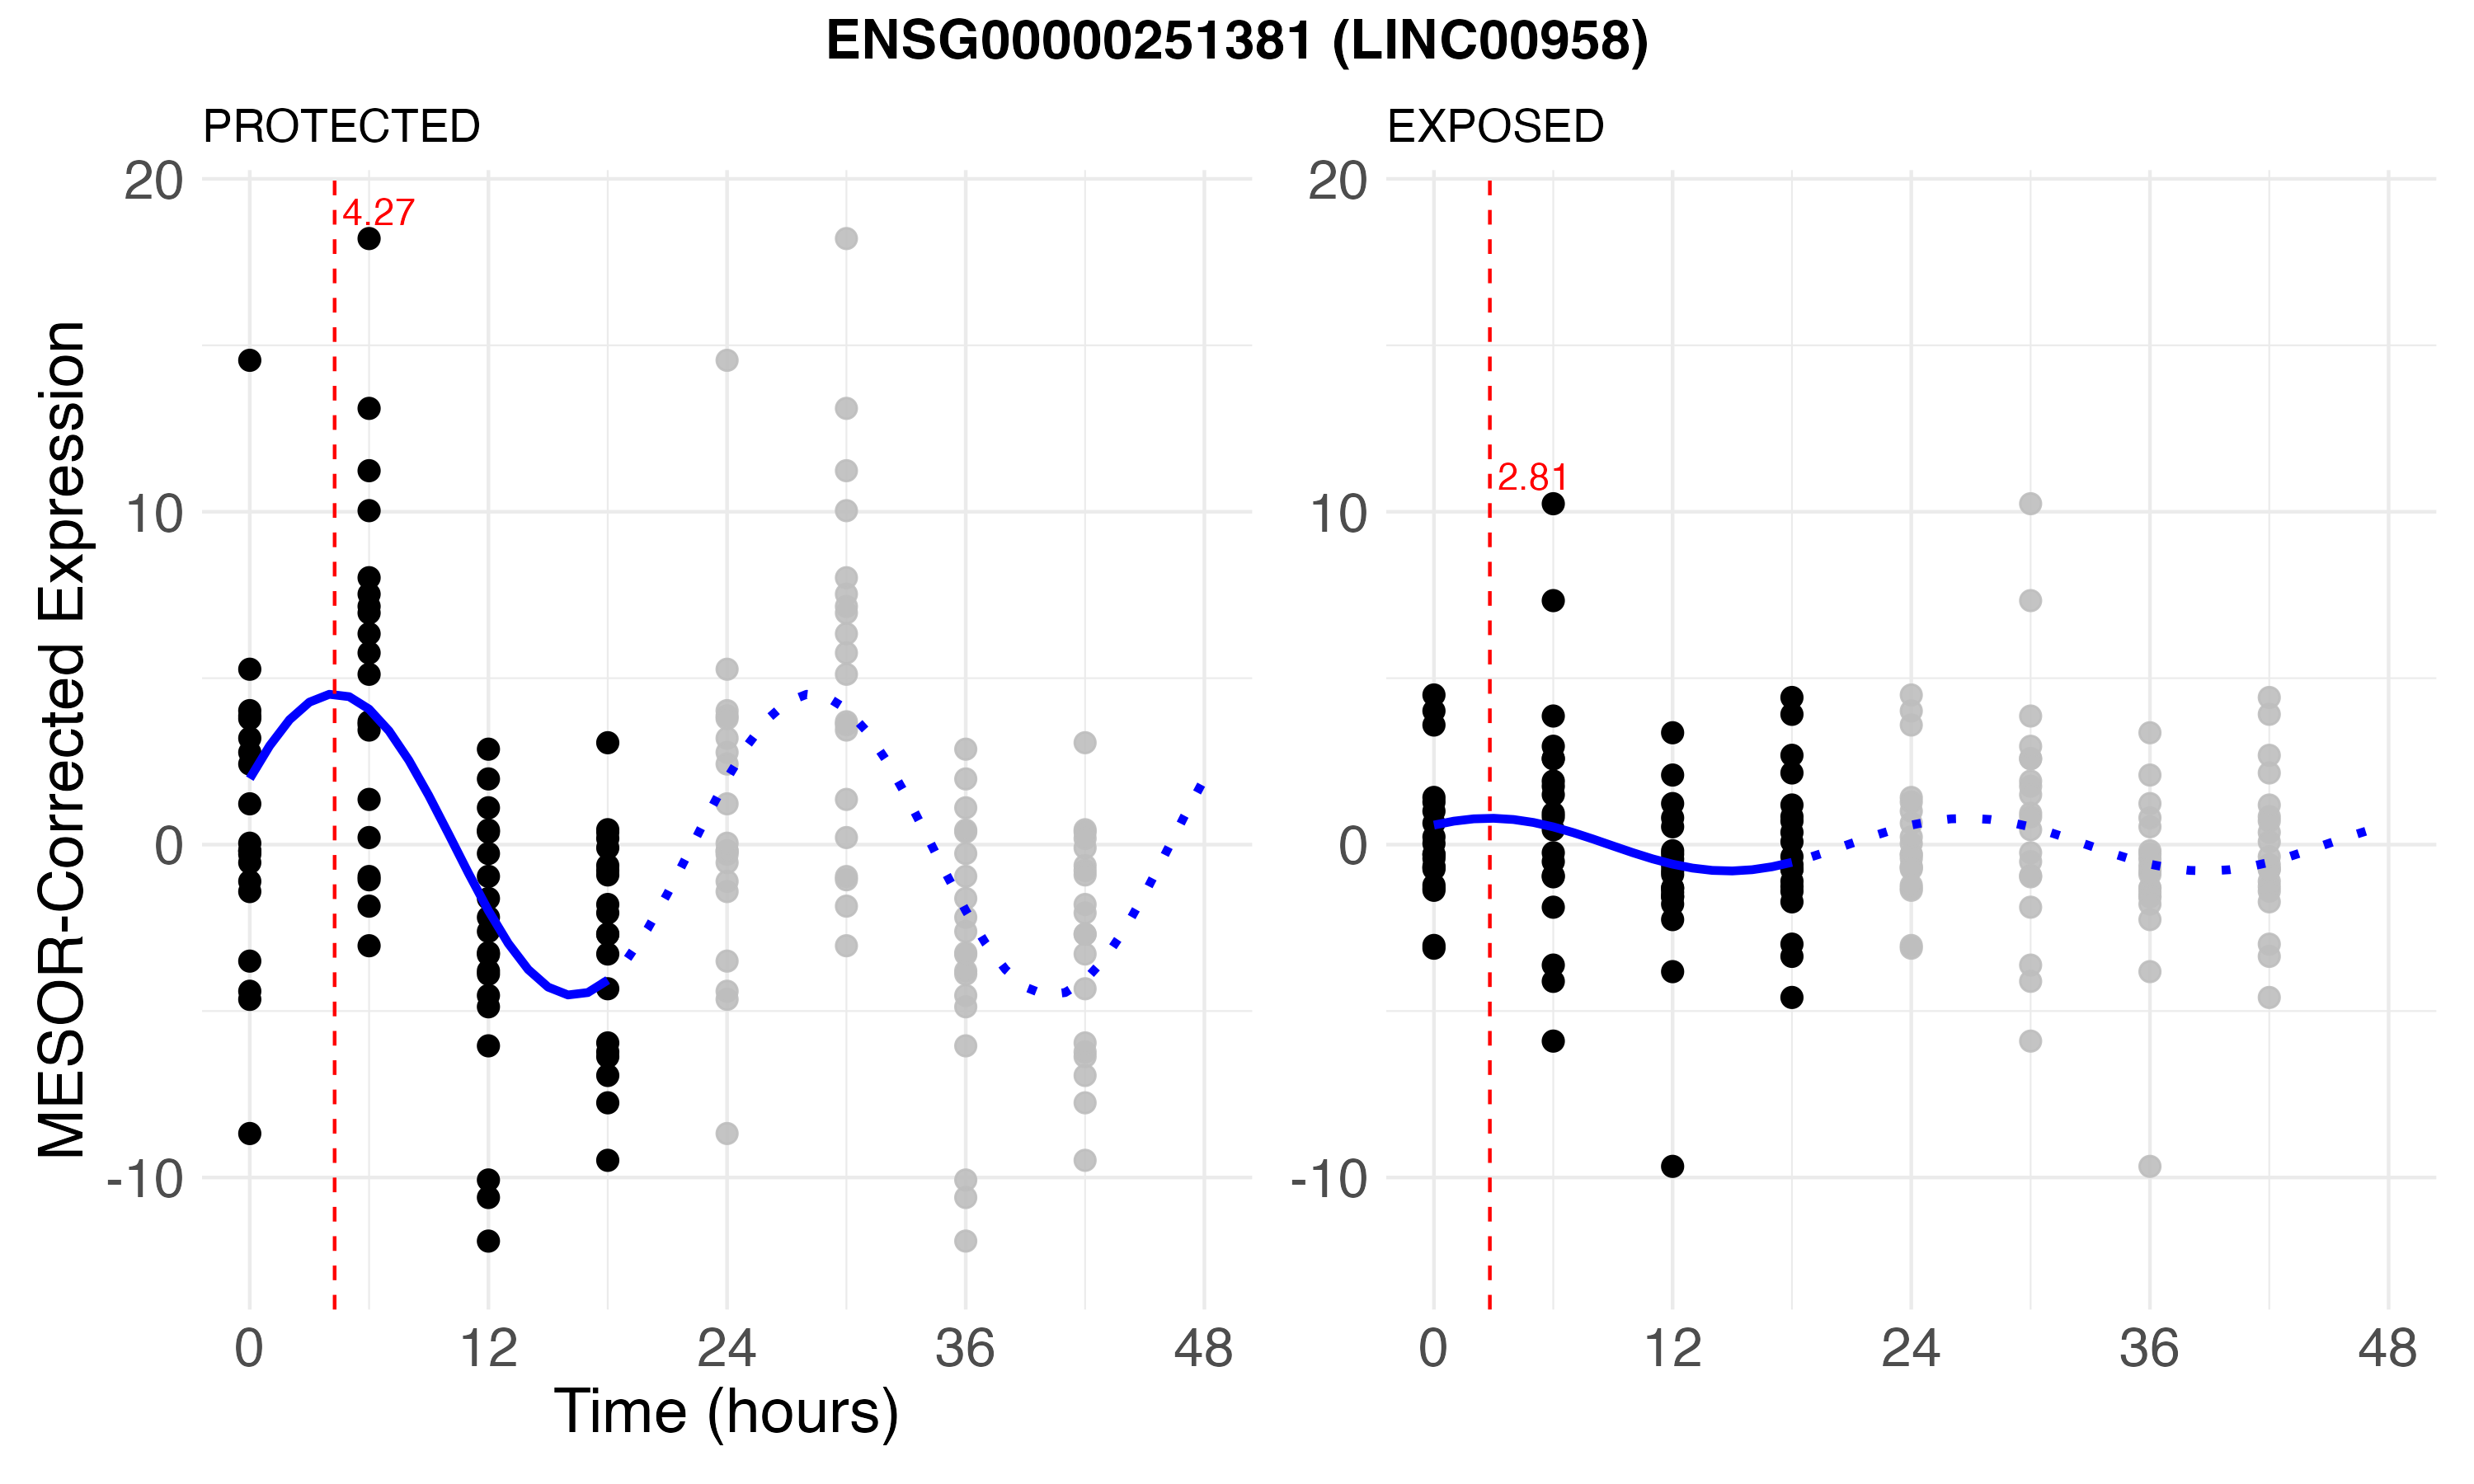 ENSG00000251381 (LINC00958)
PROTECTED
EXPOSED
MESOR-Corrected Expression
20
10
0
-10
4.27
0 12 24 36 48
20
10
0
-10
2.81
0 12 24 36 48
Time (hours)